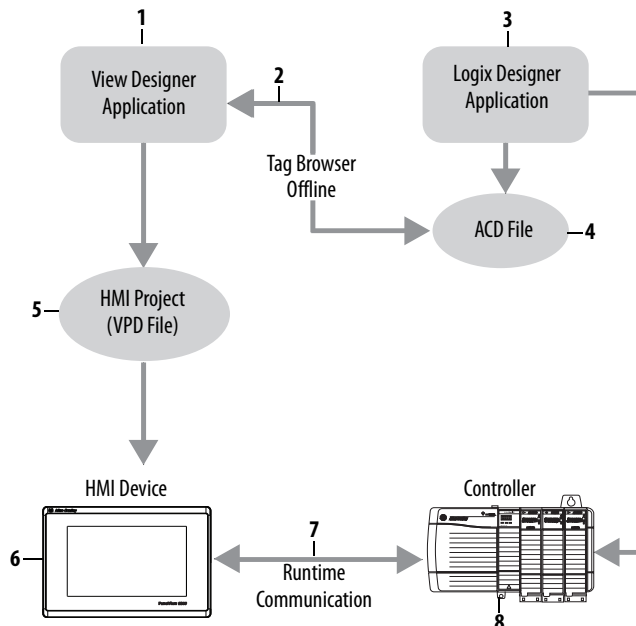 1
3
View Designer
Application
2
Logix Designer
Application
Tag Browser
Offline
ACD File
4
5
HMI Project
(VPD File)
HMI Device
Controller
6
7
Runtime
Communication
8